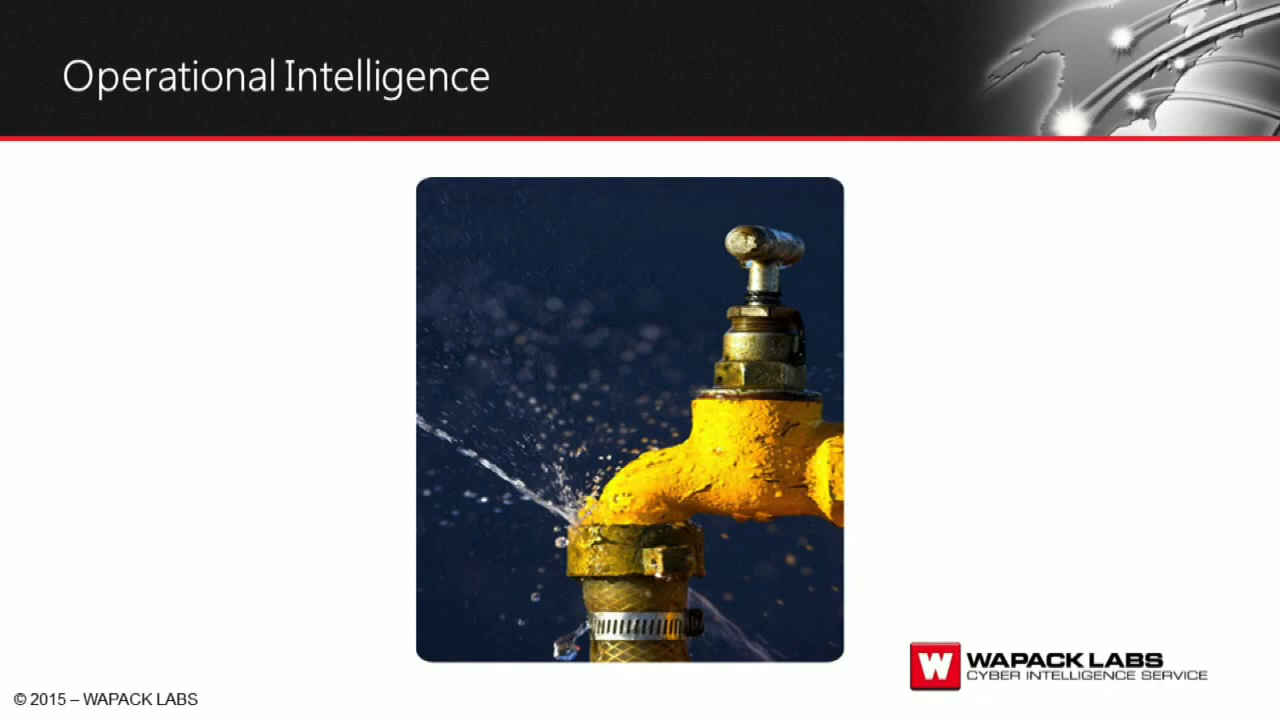 Operational Intelligence
W WAPACK LABS
CYBER INTELLIGENCE SERVICE
© 2015 – WAPACK LABS